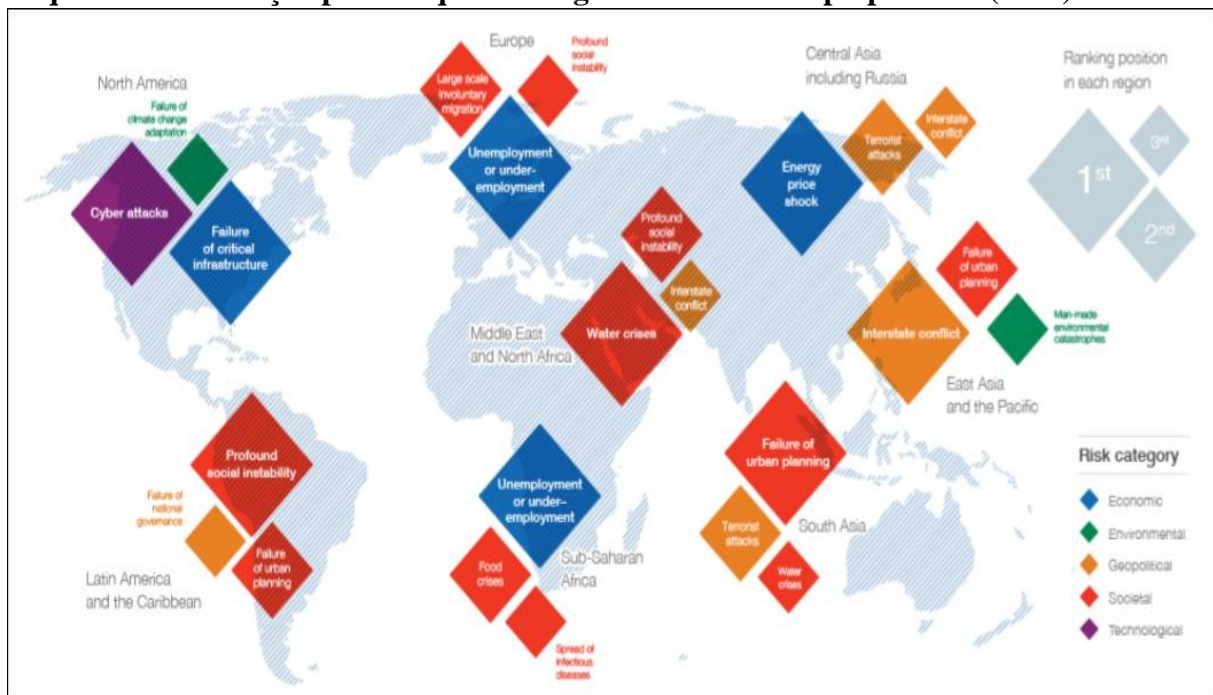 Europe
Profound
social
instability
Large scale
involuntary
migration
Unemployment
or under-
employment
North America
Failure of
climate change
adaptation
Cyber attacks
Failure
of critical
infrastructure
Central Asia
including Russia
Energy
price
shock
Terrorist
attacks
Interstate
conflict
Ranking position
in each region
1st
3rd
2nd
Profound
social
instability
Interstate
conflict
Water crises
Middle East
and North Africa
Failure
of urban
planning
Man-made
environmental
catastrophes
Interstate conflict
East Asia
and the Pacific
Profound
social instability
Failure of
national
governance
Failure
of urban
planning
Latin America
and the Caribbean
Unemployment
or under–
employment
Food
crises
Spread of
infectious
diseases
Sub-Saharan
Africa
Failure of
urban planning
Terrorist
attacks
Water
crises
South Asia
Risk category
Economic
Environmental
Geopolitical
Societal
Technological